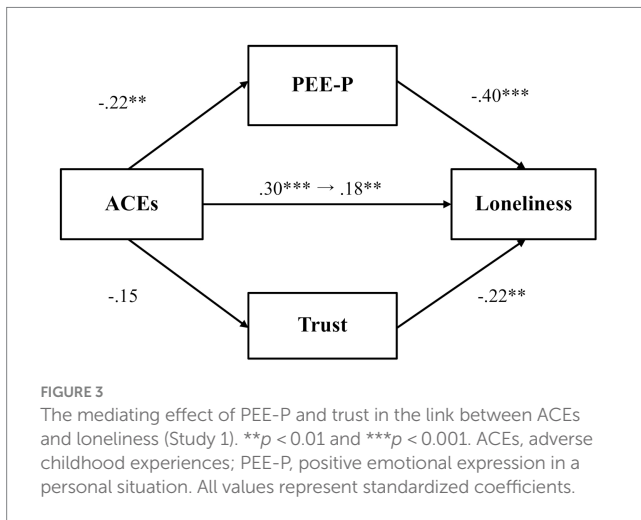 PEE-P
-.22**
-.40***
.30*** → .18**
ACEs
Loneliness
-.15
-.22**
Trust
FIGURE 3
The mediating effect of PEE-P and trust in the link between ACEs
and loneliness (Study 1). **p < 0.01 and ***p < 0.001. ACEs, adverse
childhood experiences; PEE-P, positive emotional expression in a
personal situation. All values represent standardized coefficients.